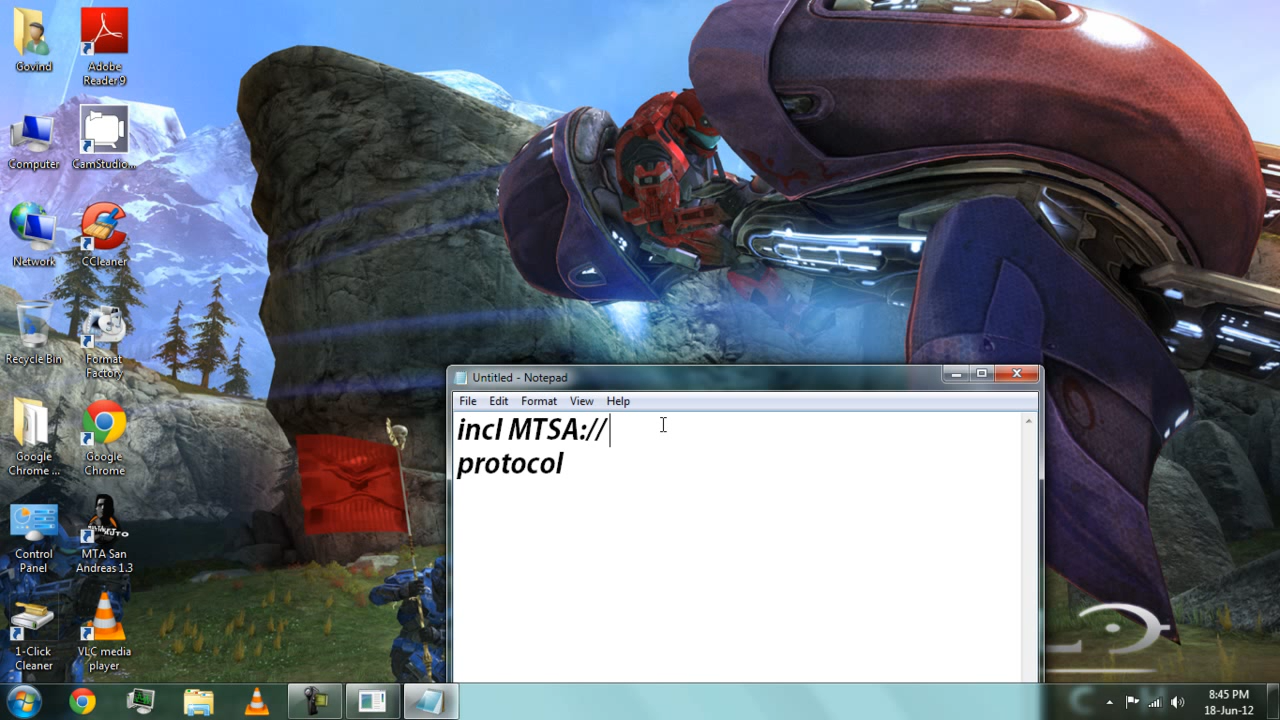 Govind
Adobe
Reader 9
Computer
CamStudio...
Network
CCleaner
Recycle Bin
Format
Factory
Google
Chrome ...
Google
Chrome
Control
Panel
MTA San
Andreas 1.3
1-Click
Cleaner
VLC media
player
Untitled - Notepad
File Edit Format View Help
incl MTSA://
protocol
8:45 PM
18-Jun-12